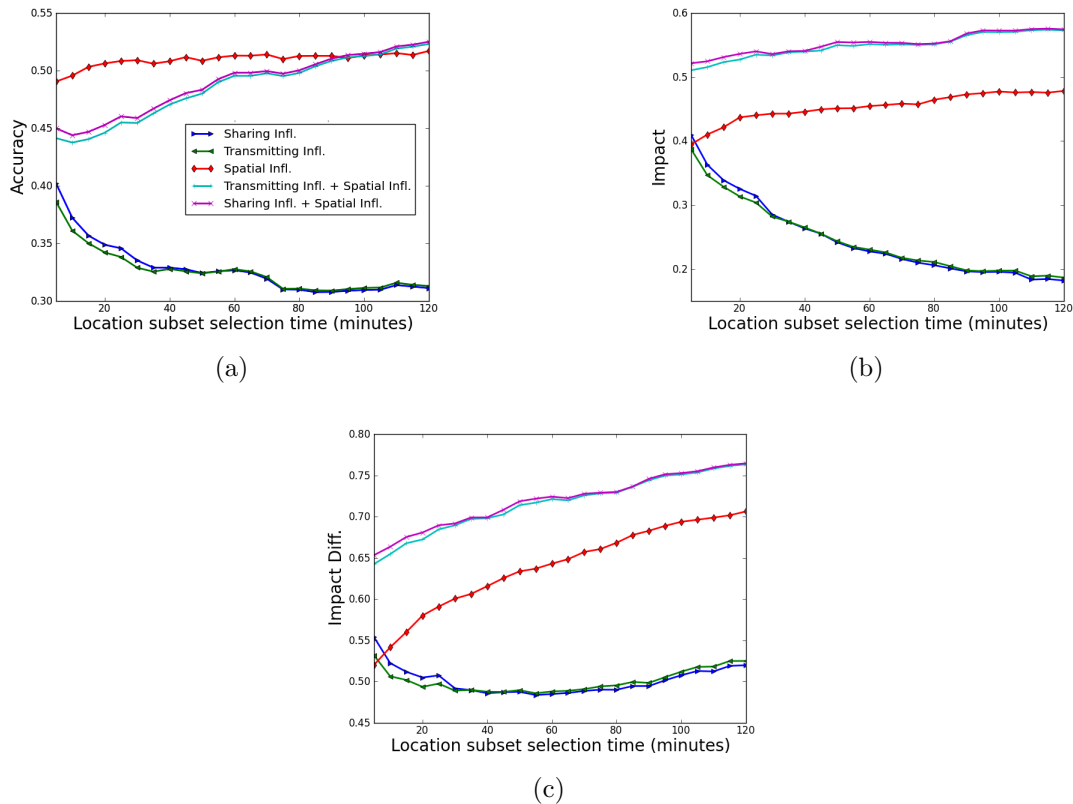 0.55
0.50
0.45
0.40
0.35
0.30
Accuracy
Sharing Infl.
Transmitting Infl.
Spatial Infl.
Transmitting Infl. + Spatial Infl.
Sharing Infl. + Spatial Infl.
20 40 60 80 100 120
Location subset selection time (minutes)
(a)
0.6
0.5
0.4
0.3
0.2
Impact
20 40 60 80 100 120
Location subset selection time (minutes)
(b)
0.80
0.75
0.70
0.65
0.60
0.55
0.50
0.45
Impact Diff.
20 40 60 80 100 120
Location subset selection time (minutes)
(c)